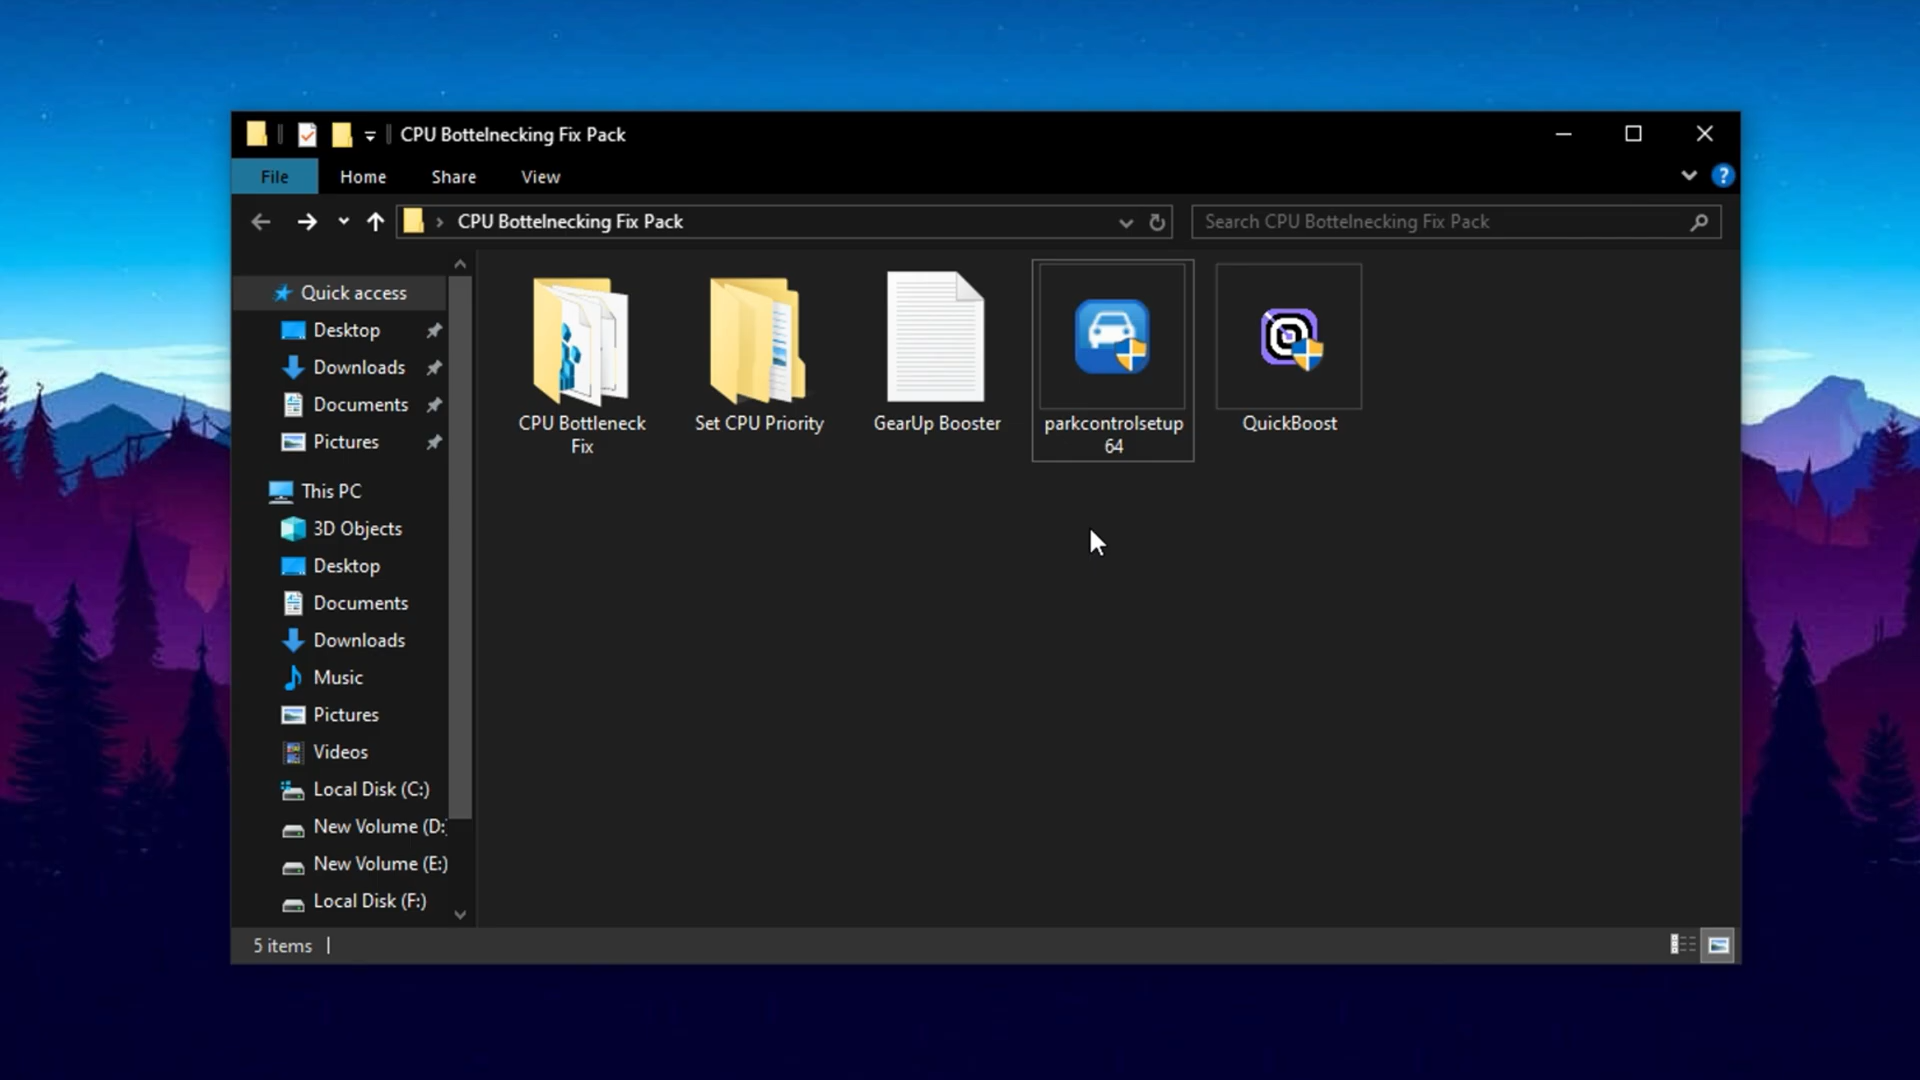 CPU Bottelnecking Fix Pack
File Home Share View
?
CPU Bottelnecking Fix Pack
Search CPU Bottelnecking Fix Pack
Quick access
Desktop
Downloads
Documents
Pictures
This PC
3D Objects
Desktop
Documents
Downloads
Music
Pictures
Videos
Local Disk (C:)
New Volume (D:
New Volume (E:)
Local Disk (F:)
CPU Bottleneck
Fix
Set CPU Priority
GearUp Booster
parkcontrolsetup
64
QuickBoost
5 items